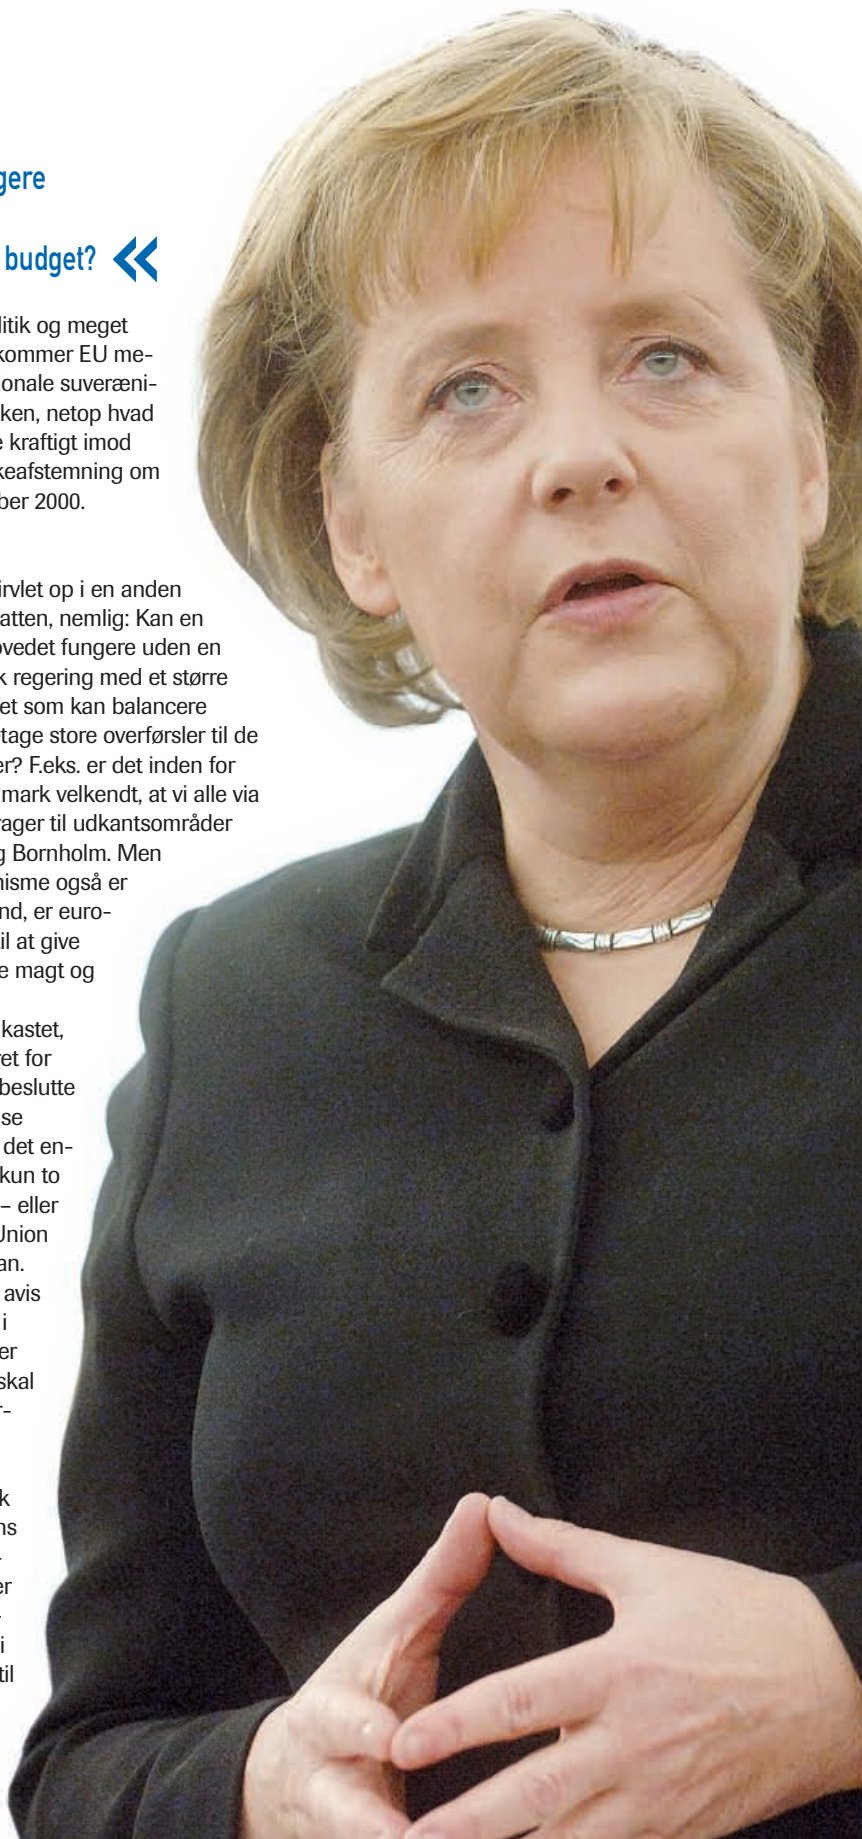 gere
budget? «
litik og meget
kommer EU me-
ionale suveræni-
ken, netop hvad
e kraftigt imod
keafstemning om
ber 2000.
irvlet op i en anden
atten, nemlig: Kan en
ovedet fungere uden en
k regering med et større
et som kan balancere
tage store overførsler til de
er? F.eks. er det inden for
mark velkendt, at vi alle via
rager til udkantsområder
g Bornholm. Men
nisme også er
nd, er euro-
il at give
e magt og
kastet,
et for
beslutte
se
det en-
kun to
– eller
Union
an.
avis
i
er
skal
r-
k
ns
-
er
-
i
til